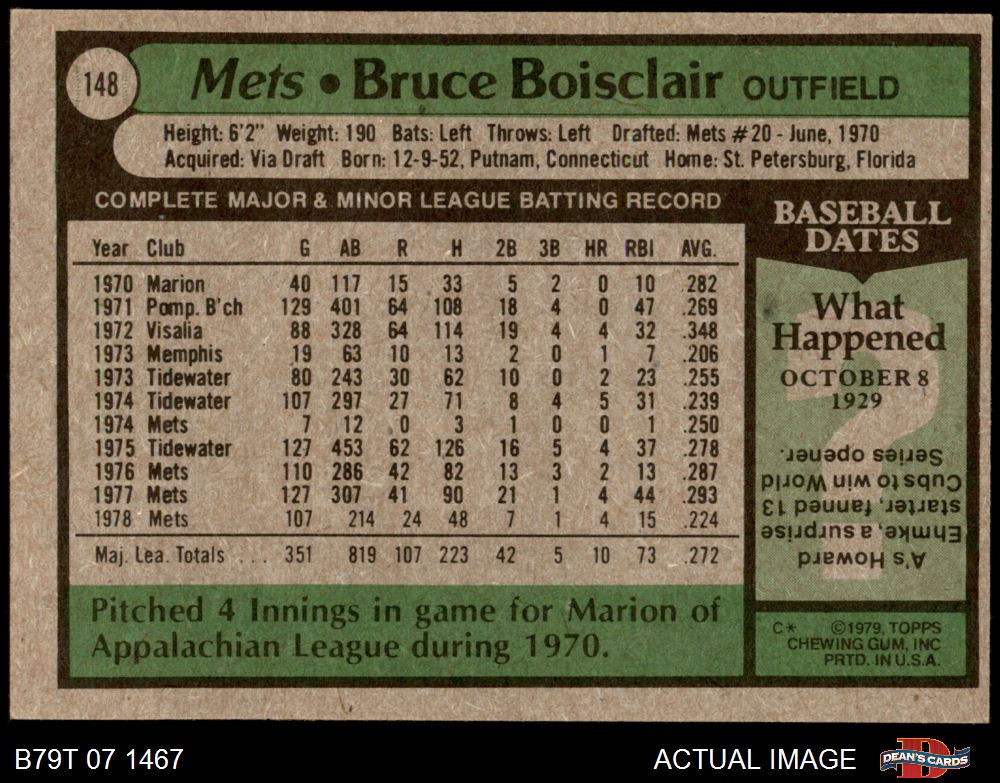 148
Mets • Bruce Boisclair OUTFIELD
Height: 6'2" Weight: 190 Bats: Left Throws: Left Drafted: Mets #20 - June, 1970
Acquired: Via Draft Born: 12-9-52, Putnam, Connecticut Home: St. Petersburg, Florida
COMPLETE MAJOR & MINOR LEAGUE BATTING RECORD
Year Club G AB R H 2B 3B HR RBI AVG.
1970 Marion 40 117 15 33 5 2 0 10 .282
1971 Pomp. B'ch 129 401 64 108 18 4 0 47 .269
1972 Visalia 88 328 64 114 19 4 4 32 .348
1973 Memphis 19 63 10 13 2 0 1 7 .206
1973 Tidewater 80 243 30 62 10 0 2 23 .255
1974 Tidewater 107 297 27 71 8 4 5 31 .239
1974 Mets 7 12 0 3 1 0 0 1 .250
1975 Tidewater 127 453 62 126 16 5 4 37 .278
1976 Mets 110 286 42 82 13 3 2 13 .287
1977 Mets 127 307 41 90 21 1 4 44 .293
1978 Mets 107 214 24 48 7 1 4 15 .224
Maj. Lea. Totals ... 351 819 107 223 42 5 10 73 .272
Pitched 4 Innings in game for Marion of
Appalachian League during 1970.
BASEBALL
DATES
What
Happened
OCTOBER 8
1929
A's Howard
Ehmke, a surprise
starter, fanned 13
Cubs to win World
Series opener.
C* ©1979, TOPPS
CHEWING GUM, INC
PRTD. IN U.S.A.
B79T 07 1467
ACTUAL IMAGE
D
DEAN'S CARDS